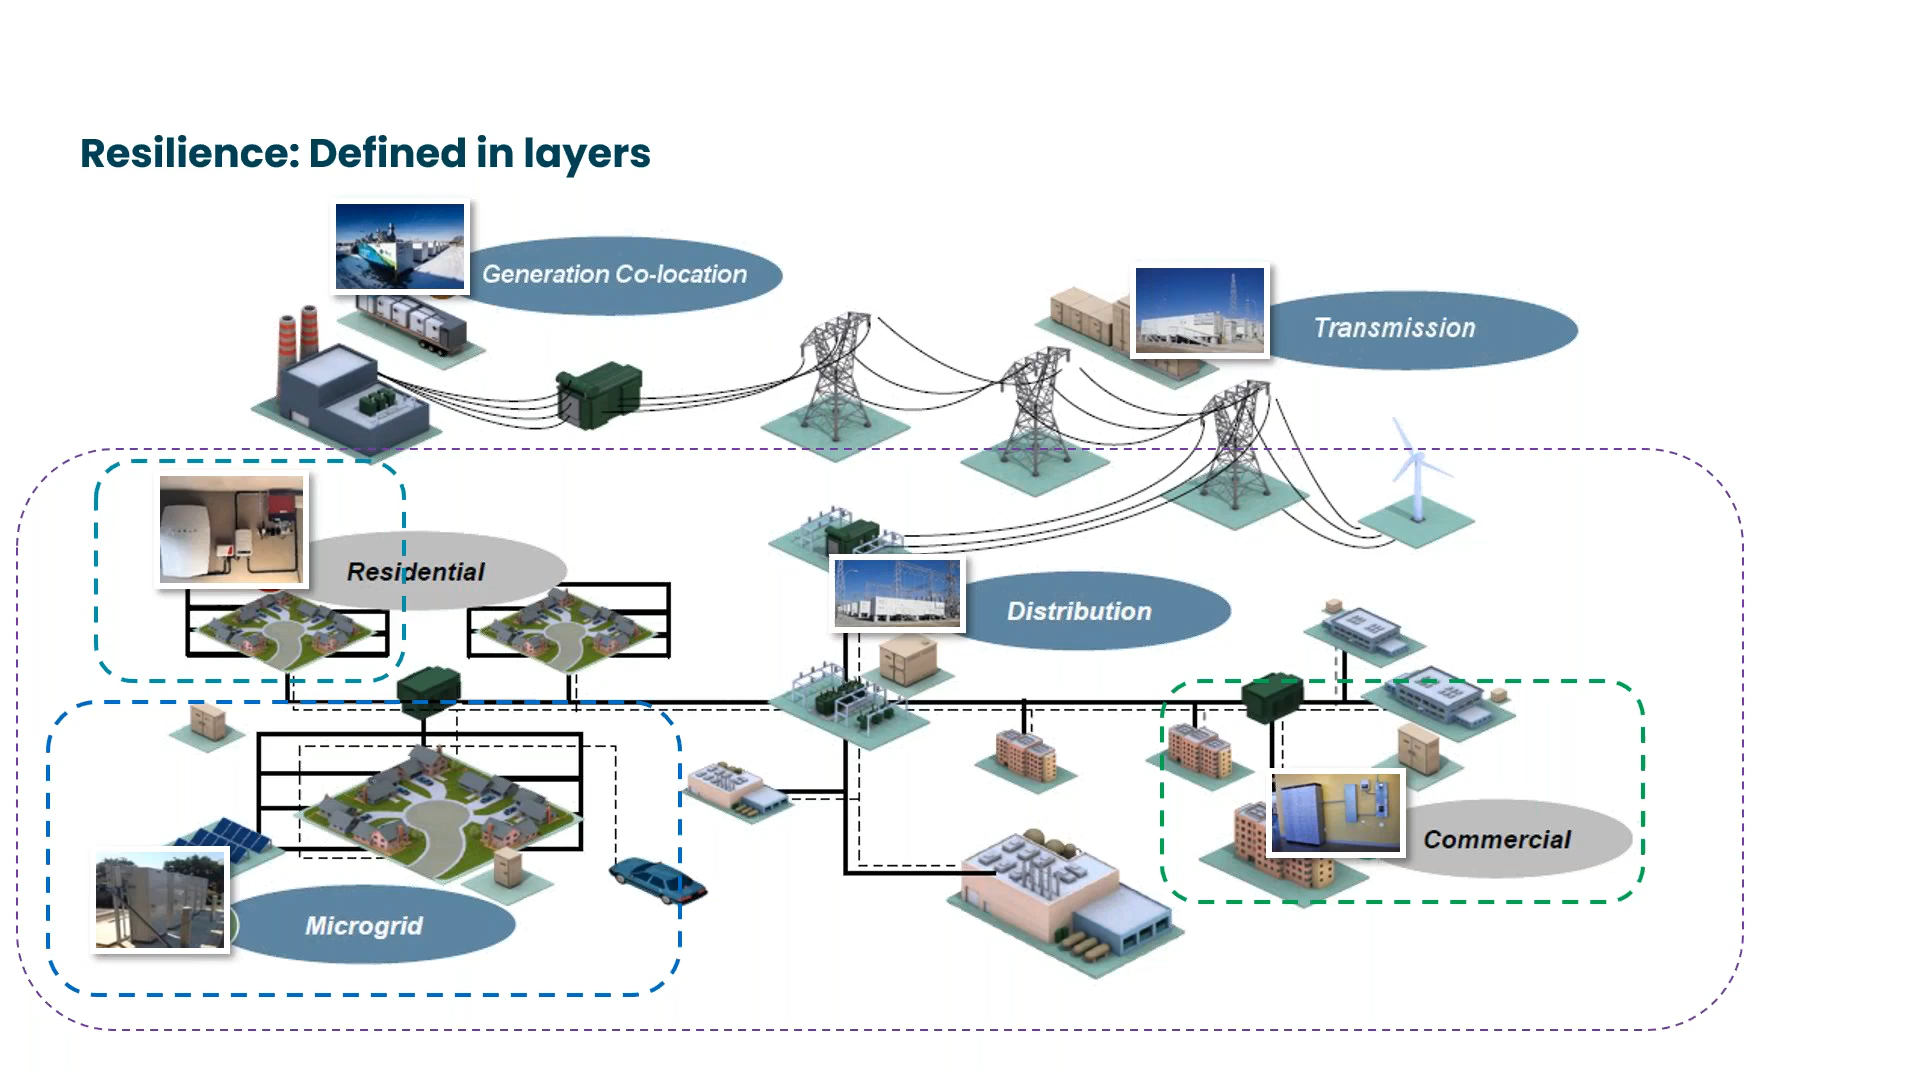 Resilience: Defined in layers
Generation Co-location
Transmission
Residential
Distribution
Commercial
Microgrid